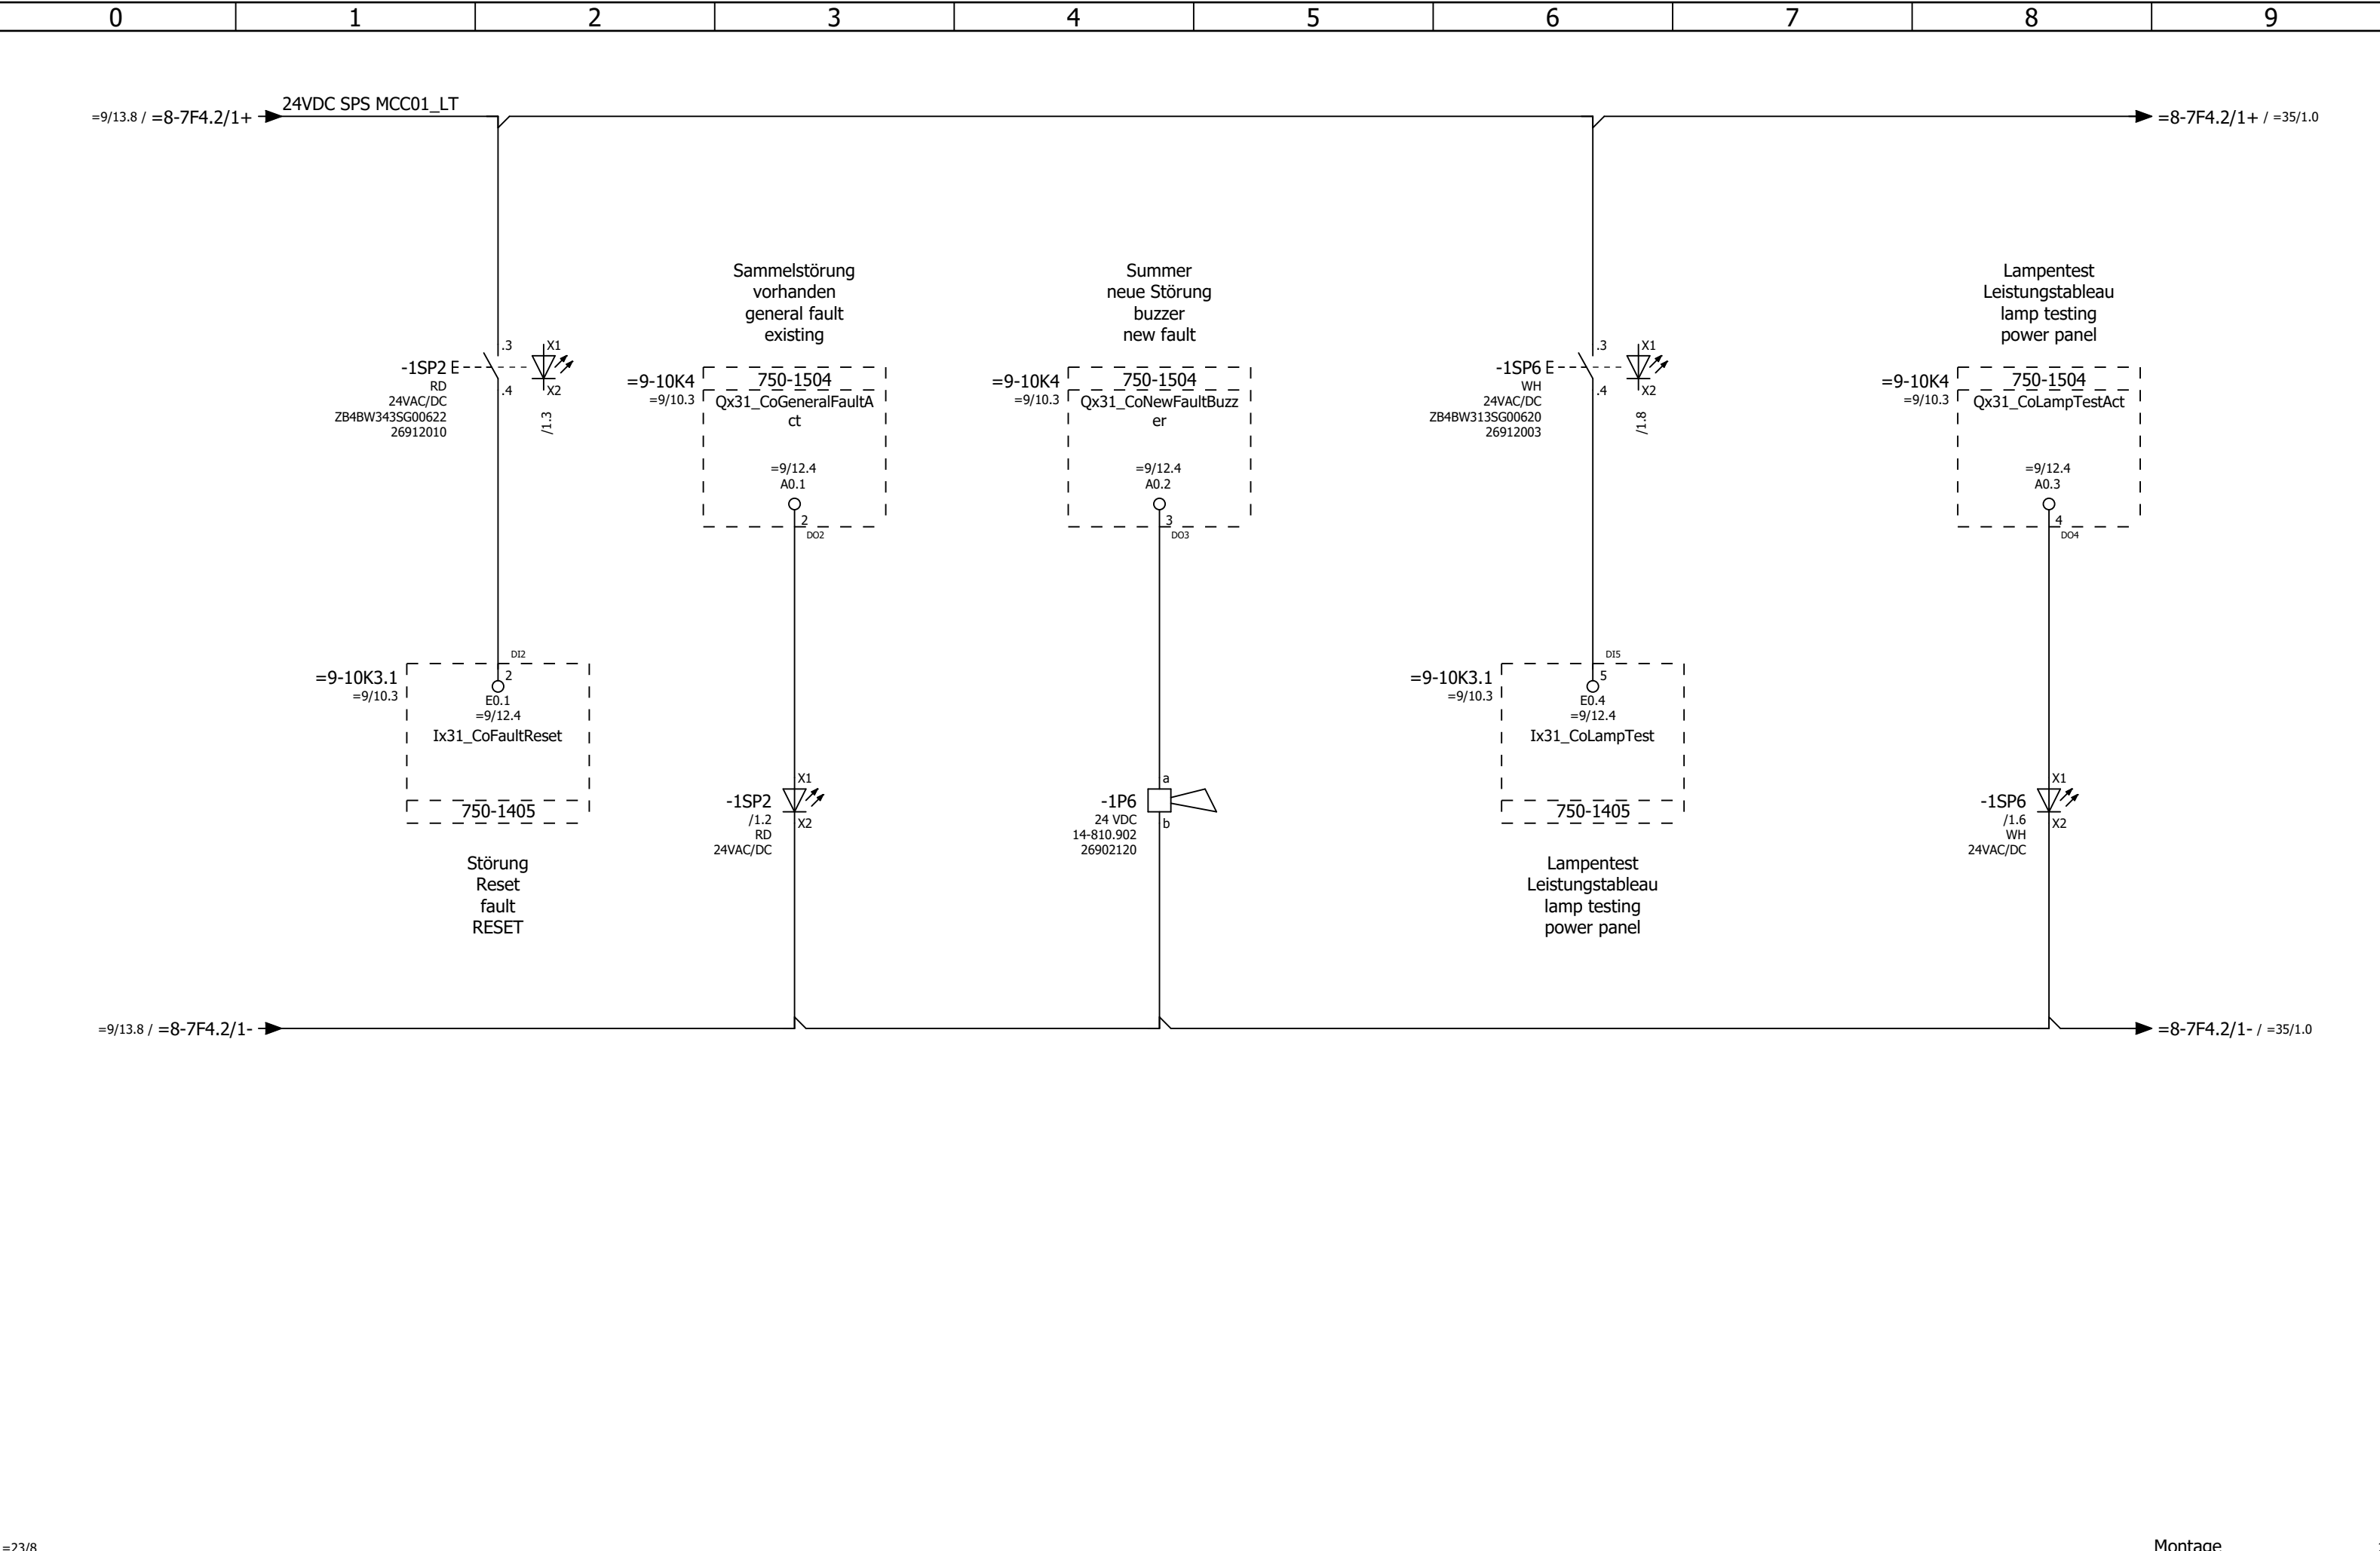 0 1 2 3 4 5 6 7 8 9
24VDC SPS MCC01_LT
=9/13.8 / =8-7F4.2/1+
=8-7F4.2/1+ / =35/1.0
-1SP2
RD
24VAC/DC
ZB4BW343SG00622
26912010
.3
.4
X1
X2
/1.3
=9-10K3.1
=9/10.3
DI2
2
E0.1
=9/12.4
Ix31_CoFaultReset
750-1405
Störung
Reset
fault
RESET
Sammelstörung
vorhanden
general fault
existing
=9-10K4
=9/10.3
750-1504
Qx31_CoGeneralFaultA
ct
=9/12.4
A0.1
2
DO2
-1SP2
/1.2
RD
24VAC/DC
X1
X2
Summer
neue Störung
buzzer
new fault
=9-10K4
=9/10.3
750-1504
Qx31_CoNewFaultBuzz
er
=9/12.4
A0.2
3
DO3
-1P6
24 VDC
14-810.902
26902120
a
b
-1SP6
WH
24VAC/DC
ZB4BW313SG00620
26912003
.3
.4
X1
X2
/1.8
=9-10K3.1
=9/10.3
DI5
5
E0.4
=9/12.4
Ix31_CoLampTest
750-1405
Lampentest
Leistungstableau
lamp testing
power panel
Lampentest
Leistungstableau
lamp testing
power panel
=9-10K4
=9/10.3
750-1504
Qx31_CoLampTestAct
=9/12.4
A0.3
4
DO4
-1SP6
/1.6
WH
24VAC/DC
X1
X2
=9/13.8 / =8-7F4.2/1-
=8-7F4.2/1- / =35/1.0
=23/8
Montage